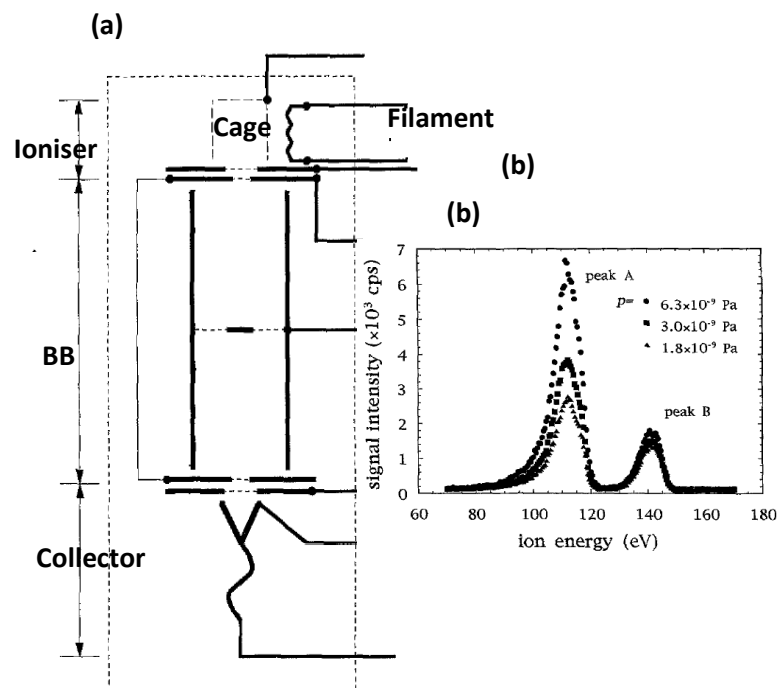 (a)
Cage
Filament
Ioniser
(b)
(b)
7
6
5
4
3
2
1
0
signal intensity (×10³ cps)
peak A
p=
6.3×10⁻⁹ Pa
3.0×10⁻⁹ Pa
1.8×10⁻⁹ Pa
peak B
60 80 100 120 140 160 180
ion energy (eV)
BB
Collector